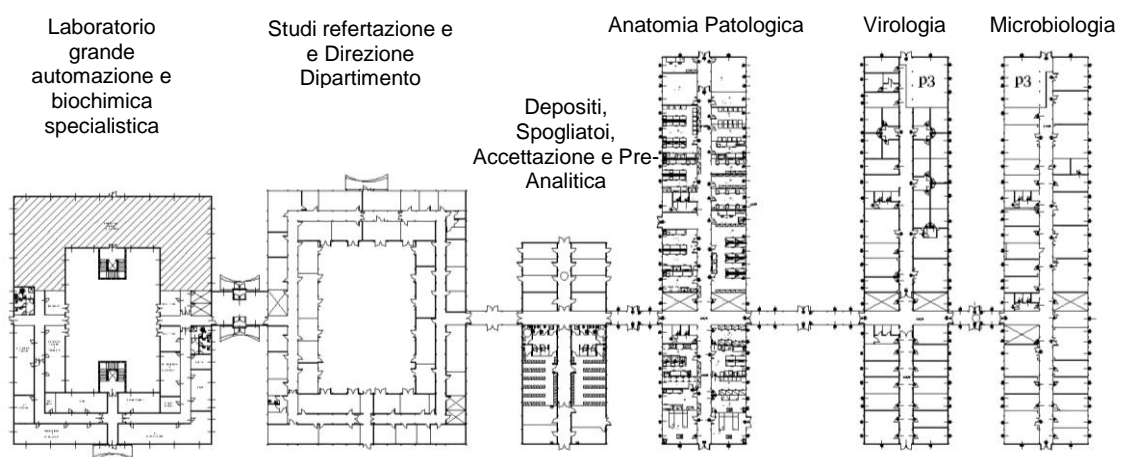 Laboratorio
grande
automazione e
biochimica
specialistica
Studi refertazione e
e Direzione
Dipartimento
Depositi,
Spogliatoi,
Accettazione e Pre-
Analitica
Anatomia Patologica
Virologia
Microbiologia
P3
P3